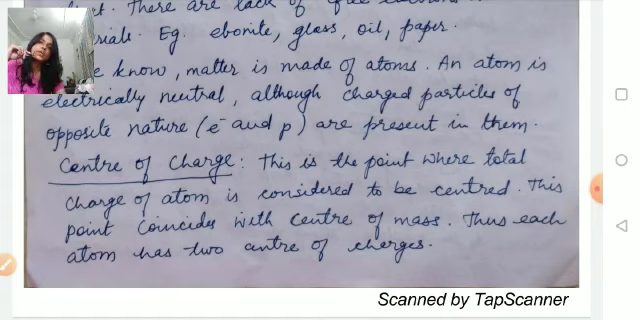 There are lack of free
Eg. ebonite, glass, oil, paper.
know, matter is made of atoms. An atom is
electrically neutral, although charged particles of
opposite nature (e⁻ and p) are present in them.
Centre of Charge: This is the point where total
charge of atom is considered to be centred. This
point coincides with centre of mass. Thus each
atom has two centre of charges.
Scanned by TapScanner